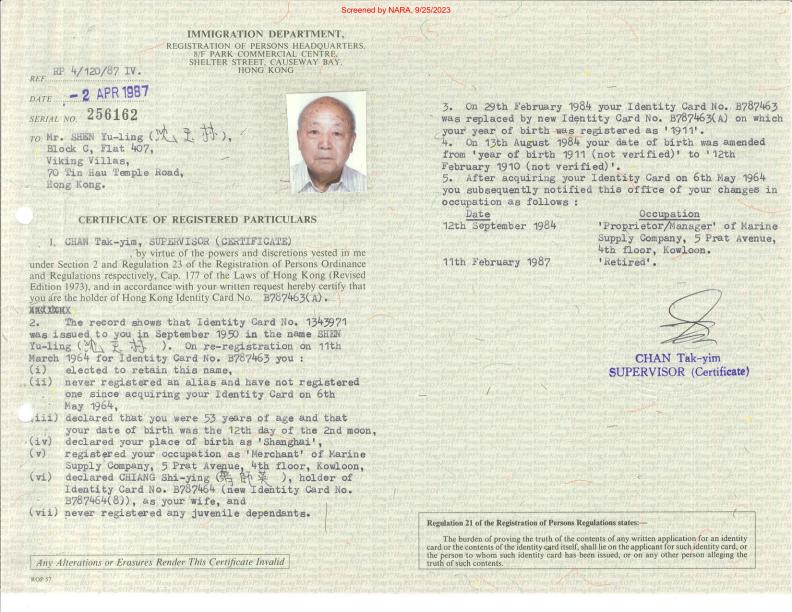 Screened by NARA, 9/25/2023
IMMIGRATION DEPARTMENT,
REGISTRATION OF PERSONS HEADQUARTERS,
8/F PARK COMMERCIAL CENTRE,
SHELTER STREET, CAUSEWAY BAY,
HONG KONG
REF. RP 4/120/87 IV.
DATE - 2 APR 1987
SERIAL NO. 256162
TO Mr. SHEN Yu-ling (沈),
Block C, Flat 407,
Viking Villas,
70 Tin Hau Temple Road,
Hong Kong.
CERTIFICATE OF REGISTERED PARTICULARS
I, CHAN Tak-yim, SUPERVISOR (CERTIFICATE)
, by virtue of the powers and discretions vested in me
under Section 2 and Regulation 23 of the Registration of Persons Ordinance
and Regulations respectively, Cap. 177 of the Laws of Hong Kong (Revised
Edition 1973), and in accordance with your written request hereby certify that
you are the holder of Hong Kong Identity Card No. B787463(A).
2. The record shows that Identity Card No. 1343971
was issued to you in September 1950 in the name SHEN
Yu-ling (沈). On re-registration on 11th
March 1964 for Identity Card No. B787463 you :
(i) elected to retain this name,
(ii) never registered an alias and have not registered
one since acquiring your Identity Card on 6th
May 1964,
(iii) declared that you were 53 years of age and that
your date of birth was the 12th day of the 2nd moon,
(iv) declared your place of birth as 'Shanghai',
(v) registered your occupation as 'Merchant' of Marine
Supply Company, 5 Prat Avenue, 4th floor, Kowloon,
(vi) declared CHIANG Shi-ying (師英), holder of
Identity Card No. B787464 (new Identity Card No.
B787464(8)), as your wife, and
(vii) never registered any juvenile dependants.
Any Alterations or Erasures Render This Certificate Invalid
ROP 57
3. On 29th February 1984 your Identity Card No. B787463
was replaced by new Identity Card No. B787463(A) on which
your year of birth was registered as '1911'.
4. On 13th August 1984 your date of birth was amended
from 'year of birth 1911 (not verified)' to '12th
February 1910 (not verified)'.
5. After acquiring your Identity Card on 6th May 1964
you subsequently notified this office of your changes in
occupation as follows :
Date Occupation
12th September 1984 'Proprietor/Manager' of Marine
Supply Company, 5 Prat Avenue,
4th floor, Kowloon.
11th February 1987 'Retired'.
CHAN Tak-yim
SUPERVISOR (Certificate)
Regulation 21 of the Registration of Persons Regulations states:—
The burden of proving the truth of the contents of any written application for an identity
card or the contents of the identity card itself, shall lie on the applicant for such identity card, or
the person to whom such identity card has been issued, or on any other person alleging the
truth of such contents.